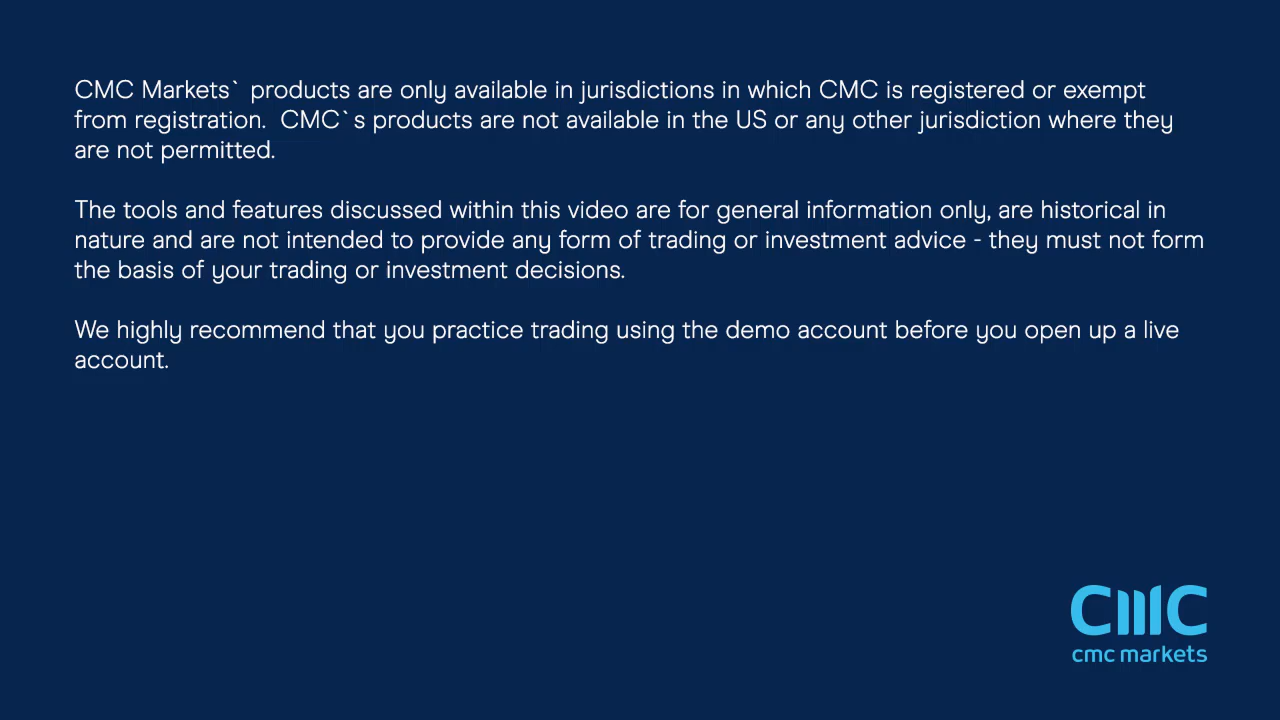 CMC Markets` products are only available in jurisdictions in which CMC is registered or exempt
from registration.  CMC`s products are not available in the US or any other jurisdiction where they
are not permitted.
The tools and features discussed within this video are for general information only, are historical in
nature and are not intended to provide any form of trading or investment advice - they must not form
the basis of your trading or investment decisions.
We highly recommend that you practice trading using the demo account before you open up a live
account.
CMC
cmc markets